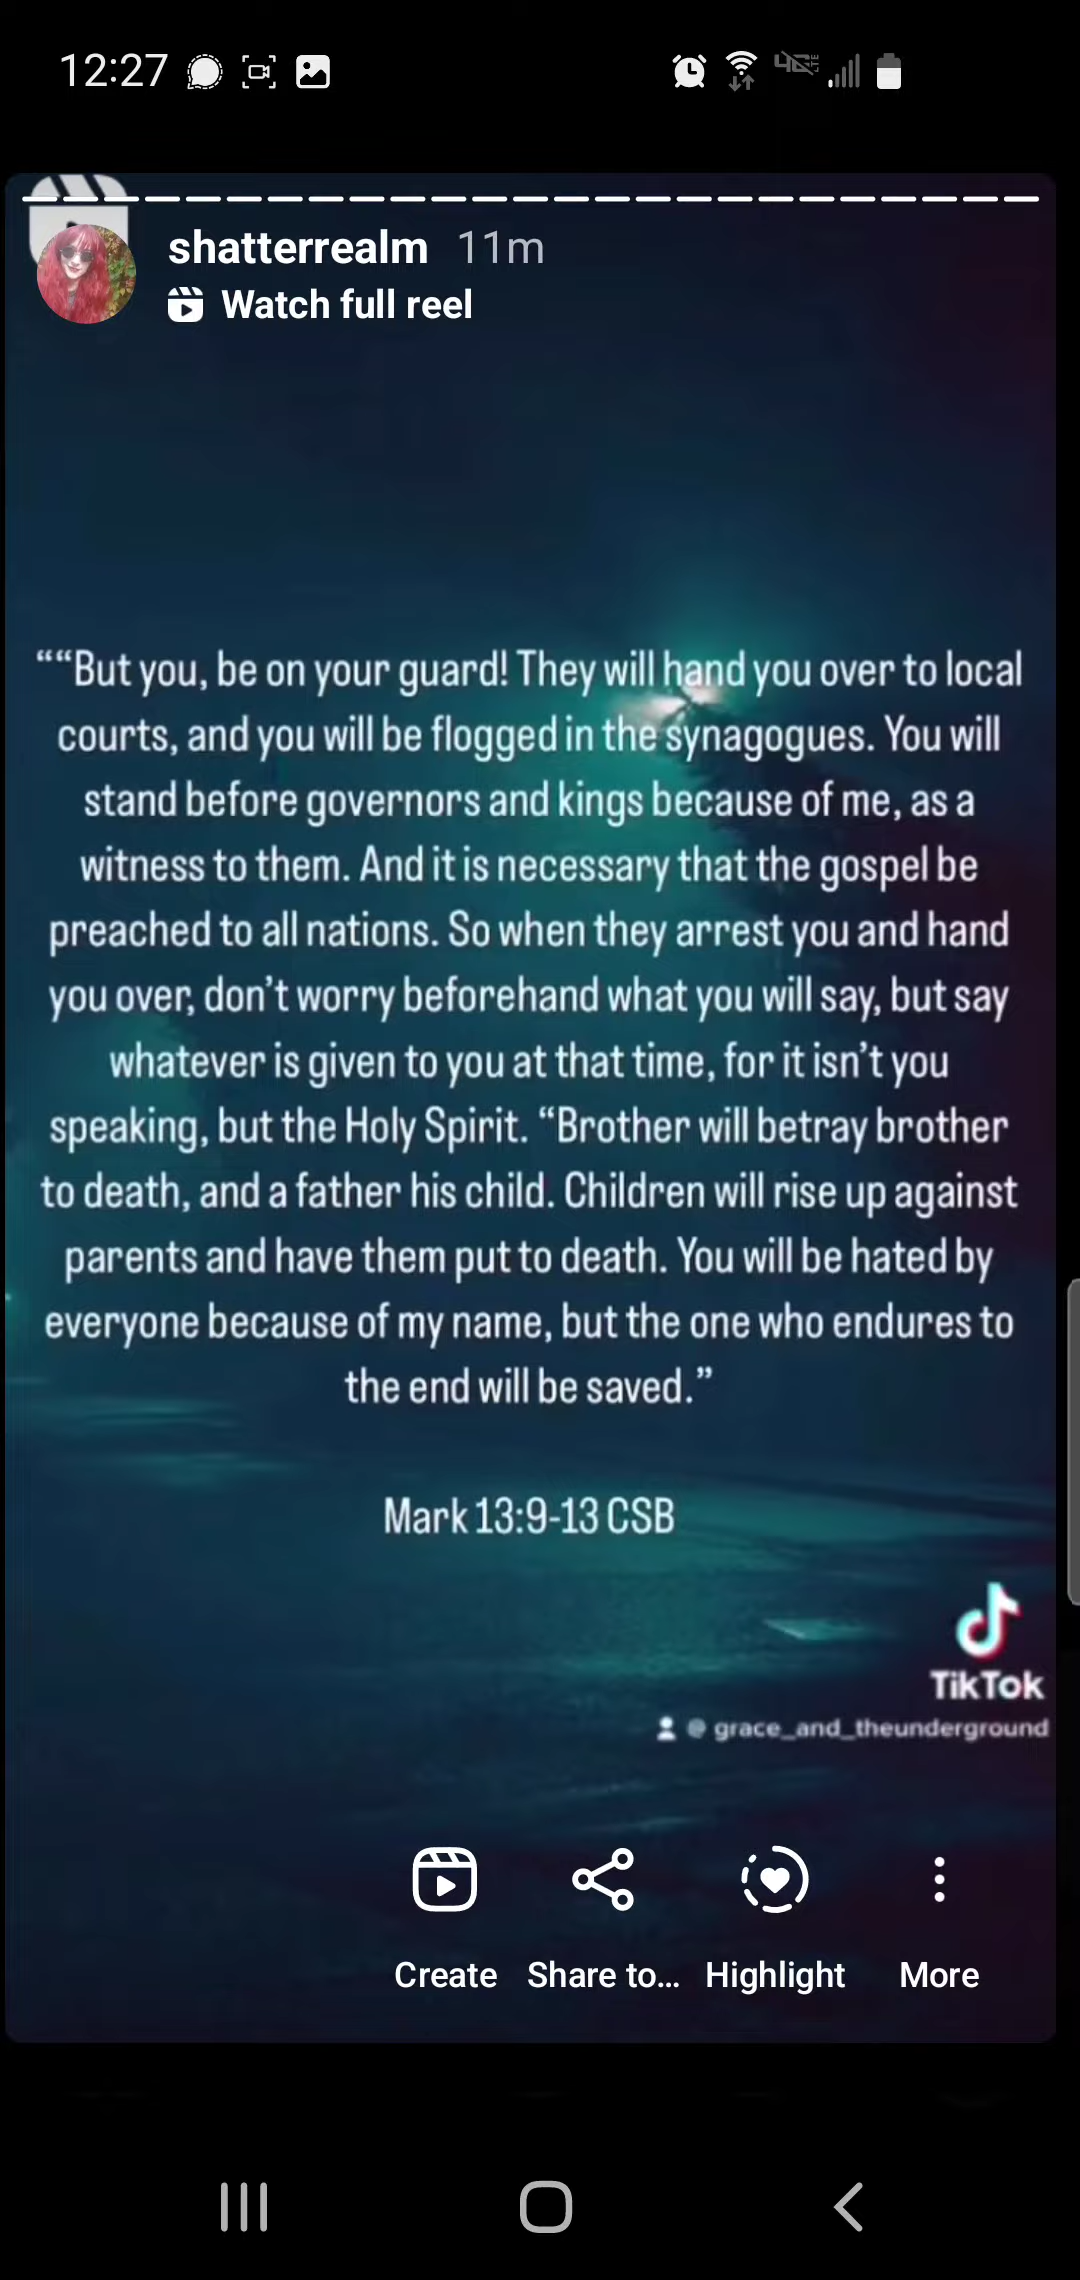 12:27
4G LTE
shatterrealm 11m
Watch full reel
““But you, be on your guard! They will hand you over to local
courts, and you will be flogged in the synagogues. You will
stand before governors and kings because of me, as a
witness to them. And it is necessary that the gospel be
preached to all nations. So when they arrest you and hand
you over, don’t worry beforehand what you will say, but say
whatever is given to you at that time, for it isn’t you
speaking, but the Holy Spirit. “Brother will betray brother
to death, and a father his child. Children will rise up against
parents and have them put to death. You will be hated by
everyone because of my name, but the one who endures to
the end will be saved.”
Mark 13:9-13 CSB
TikTok
@ grace_and_theunderground
Create Share to... Highlight More